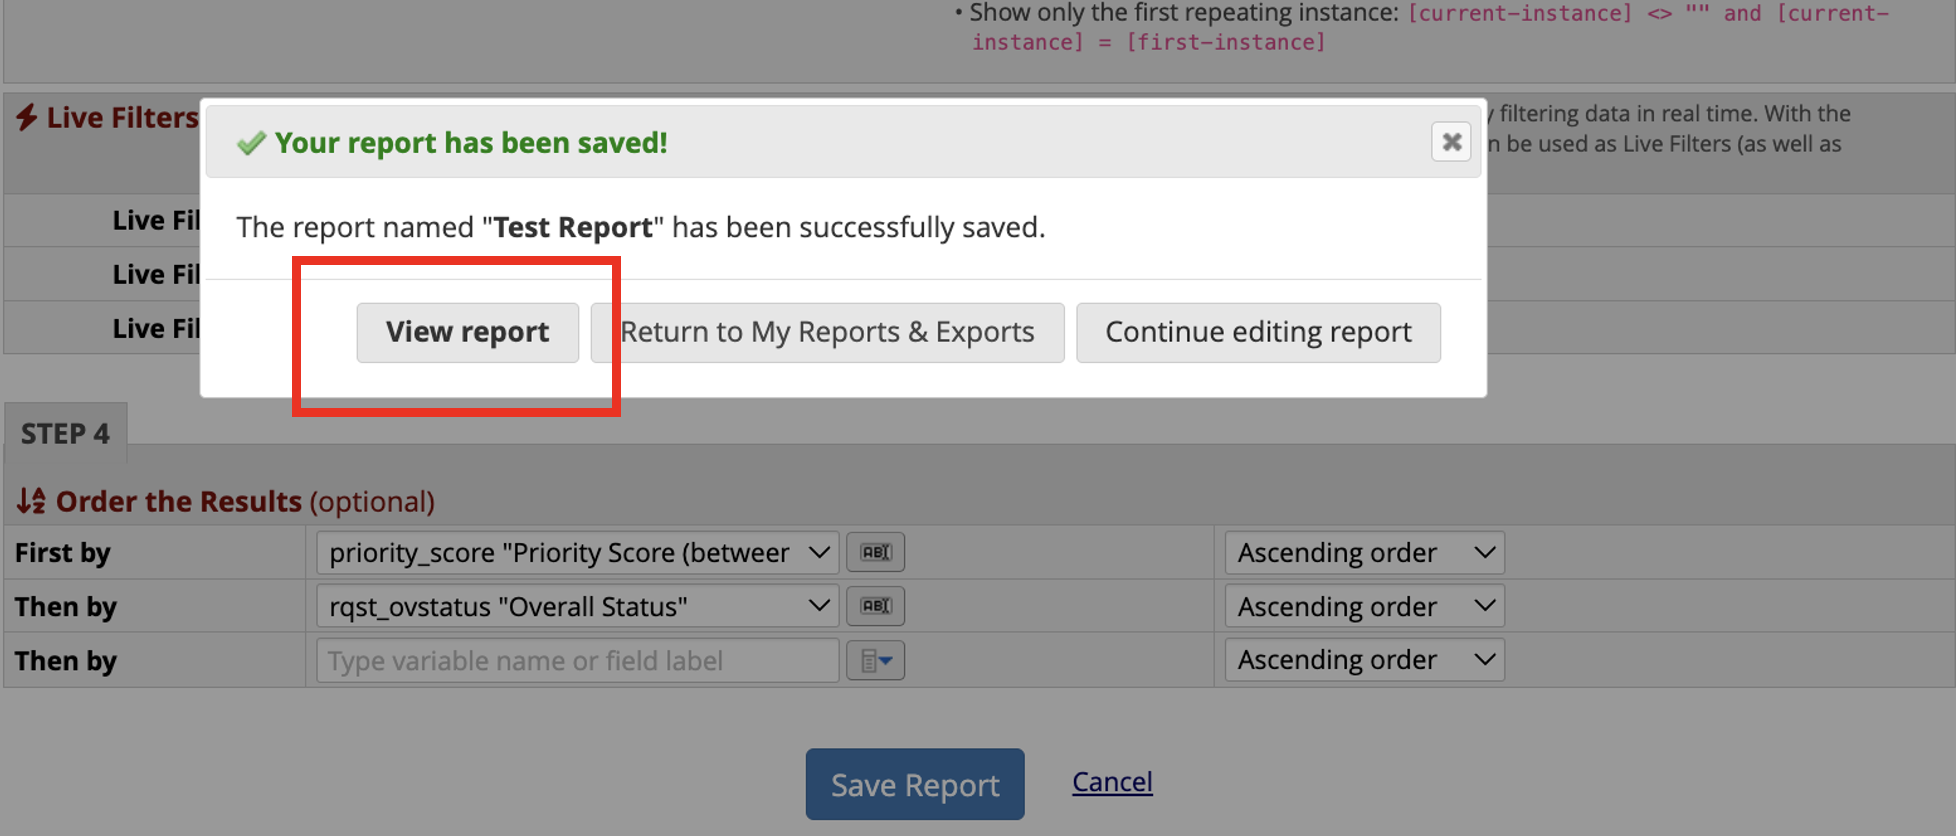 • Show only the first repeating instance: [current-instance] <> "" and [current-
instance] = [first-instance]
Live Filters
filtering data in real time. With the
be used as Live Filters (as well as
Your report has been saved!
Live
The report named "Test Report" has been successfully saved.
Live
Live
View report
Return to My Reports & Exports
Continue editing report
STEP 4
Order the Results (optional)
First by
priority_score "Priority Score (betweer
ABI
Ascending order
Then by
rqst_ovstatus "Overall Status"
ABI
Ascending order
Then by
Type variable name or field label
Ascending order
Save Report
Cancel